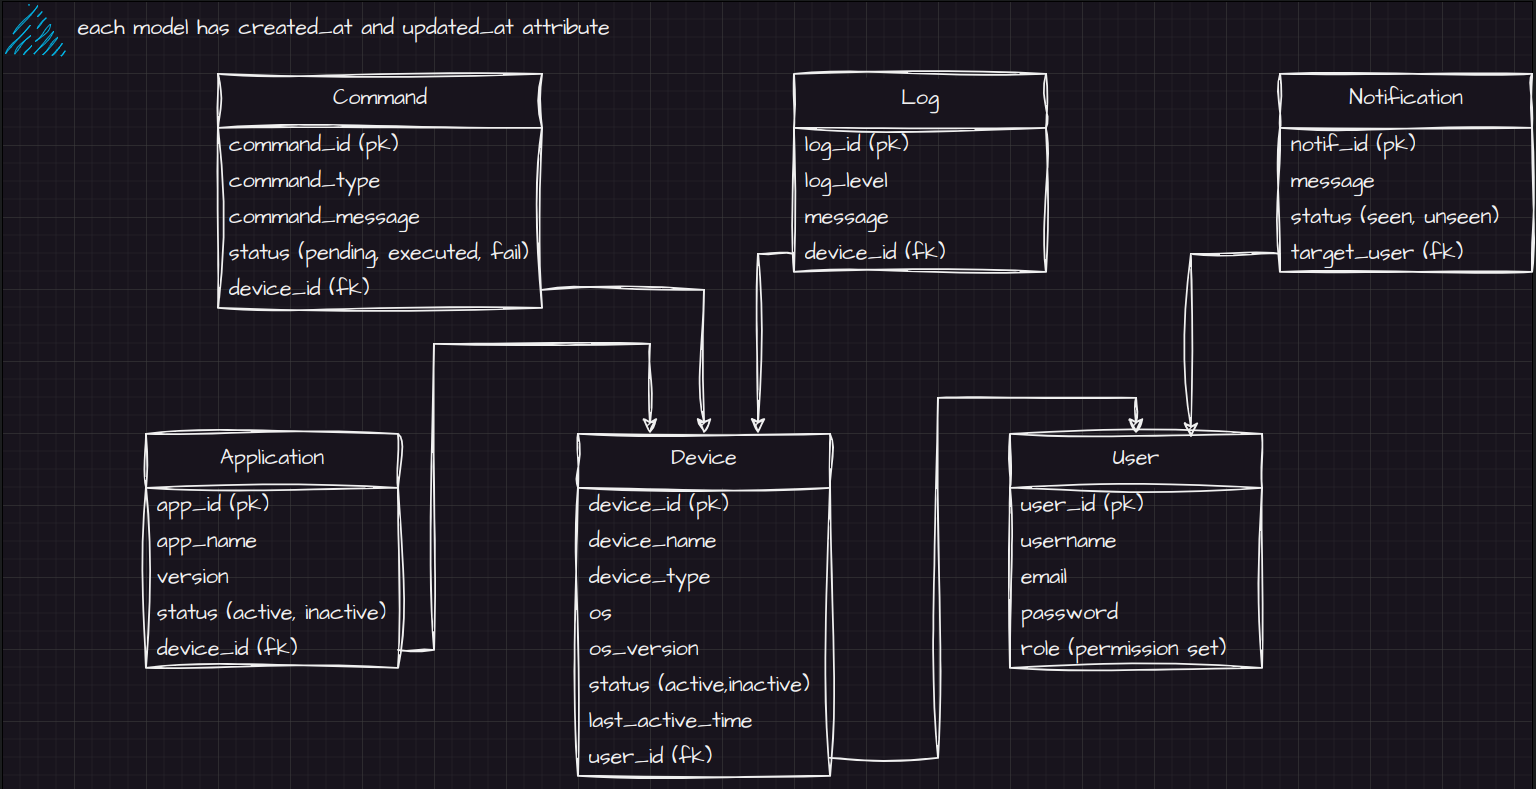 each model has created_at and updated_at attribute
Command
command_id (pk)
command_type
command_message
status (pending, executed, fail)
device_id (fk)
Log
log_id (pk)
log_level
message
device_id (fk)
Notification
notif_id (pk)
message
status (seen, unseen)
target_user (fk)
Application
app_id (pk)
app_name
version
status (active, inactive)
device_id (fk)
Device
device_id (pk)
device_name
device_type
os
os_version
status (active,inactive)
last_active_time
user_id (fk)
User
user_id (pk)
username
email
password
role (permission set)